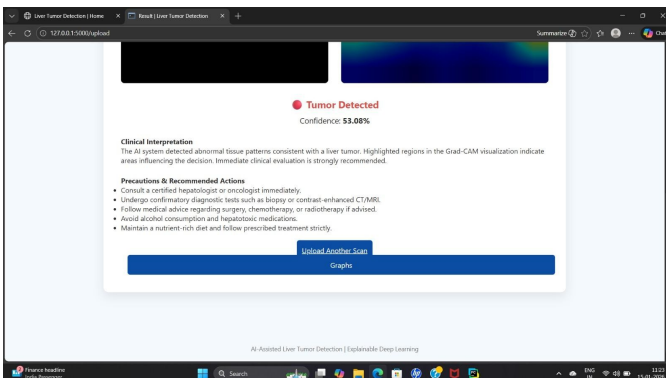 Liver Tumor Detection | Home
Result | Liver Tumor Detection
127.0.0.1:5000/upload
Summarize
Chat
Tumor Detected
Confidence: 53.08%
Clinical Interpretation
The AI system detected abnormal tissue patterns consistent with a liver tumor. Highlighted regions in the Grad-CAM visualization indicate
areas influencing the decision. Immediate clinical evaluation is strongly recommended.
Precautions & Recommended Actions
• Consult a certified hepatologist or oncologist immediately.
• Undergo confirmatory diagnostic tests such as biopsy or contrast-enhanced CT/MRI.
• Follow medical advice regarding surgery, chemotherapy, or radiotherapy if advised.
• Avoid alcohol consumption and hepatotoxic medications.
• Maintain a nutrient-rich diet and follow prescribed treatment strictly.
Upload Another Scan
Graphs
AI-Assisted Liver Tumor Detection | Explainable Deep Learning
Finance headline
Search
ENG
IN
11:23